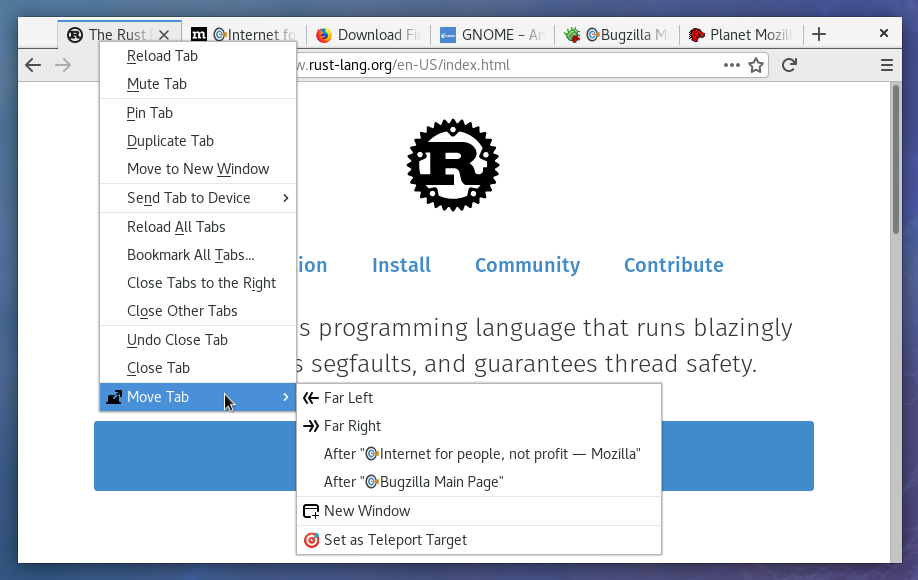 The Rust
Internet fo
Download Fi
GNOME – A
Bugzilla M
Planet Mozil
w.rust-lang.org/en-US/index.html
Reload Tab
Mute Tab
Pin Tab
Duplicate Tab
Move to New Window
Send Tab to Device
Reload All Tabs
Bookmark All Tabs...
Close Tabs to the Right
Close Other Tabs
Undo Close Tab
Close Tab
Move Tab
R
ion
Install
Community
Contribute
s programming language that runs blazingly
s segfaults, and guarantees thread safety.
Far Left
Far Right
After "Internet for people, not profit — Mozilla"
After "Bugzilla Main Page"
New Window
Set as Teleport Target